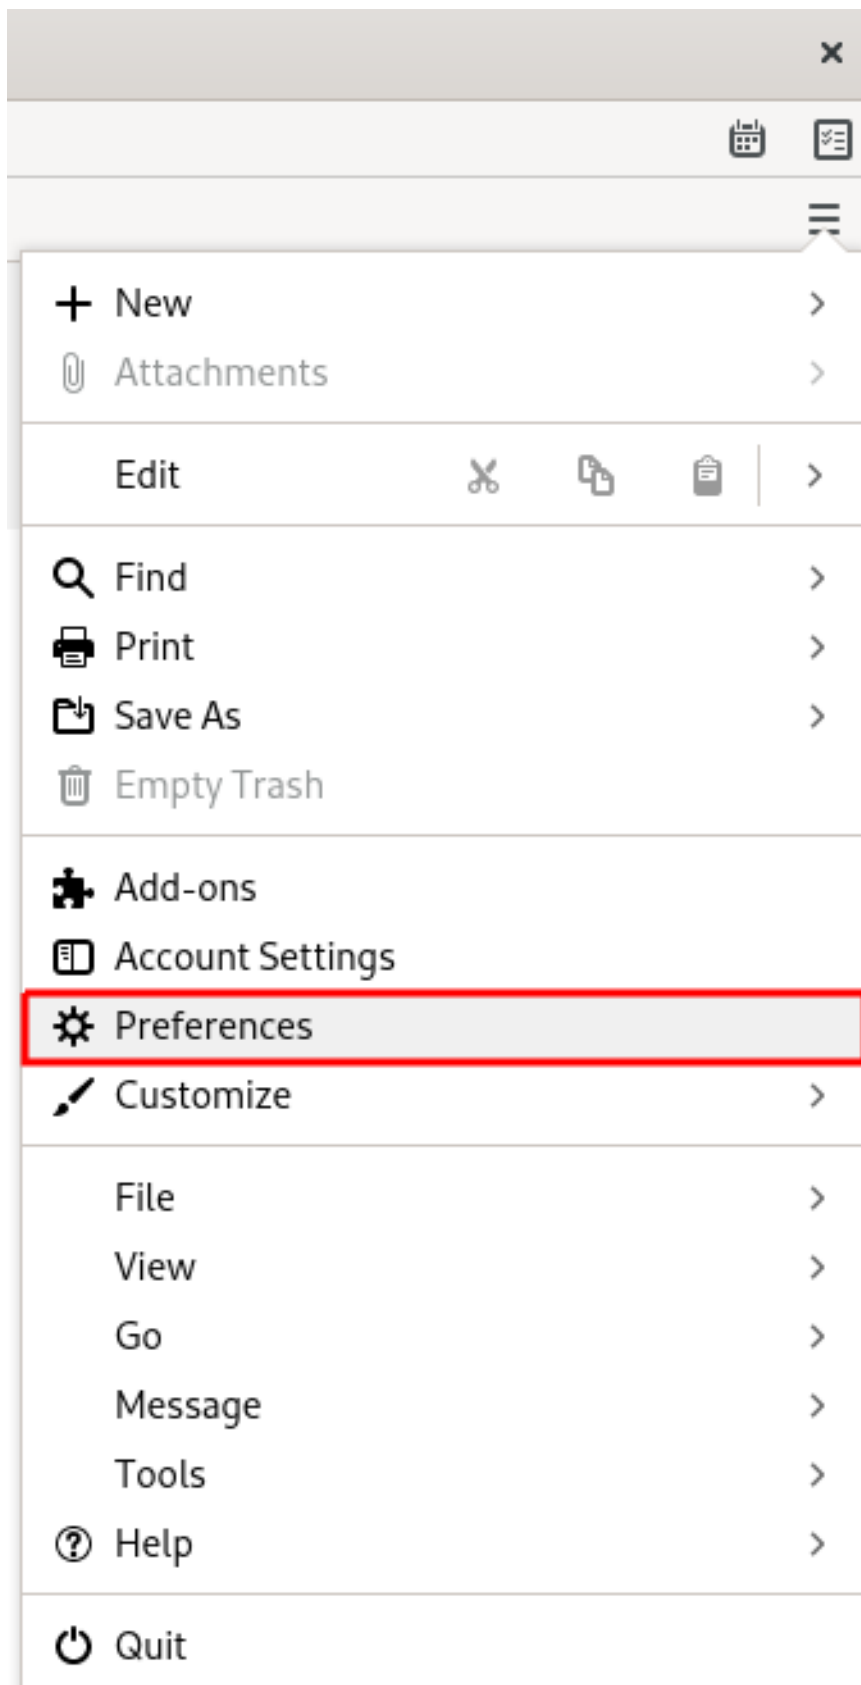 New
Attachments
Edit
Find
Print
Save As
Empty Trash
Add-ons
Account Settings
Preferences
Customize
File
View
Go
Message
Tools
Help
Quit